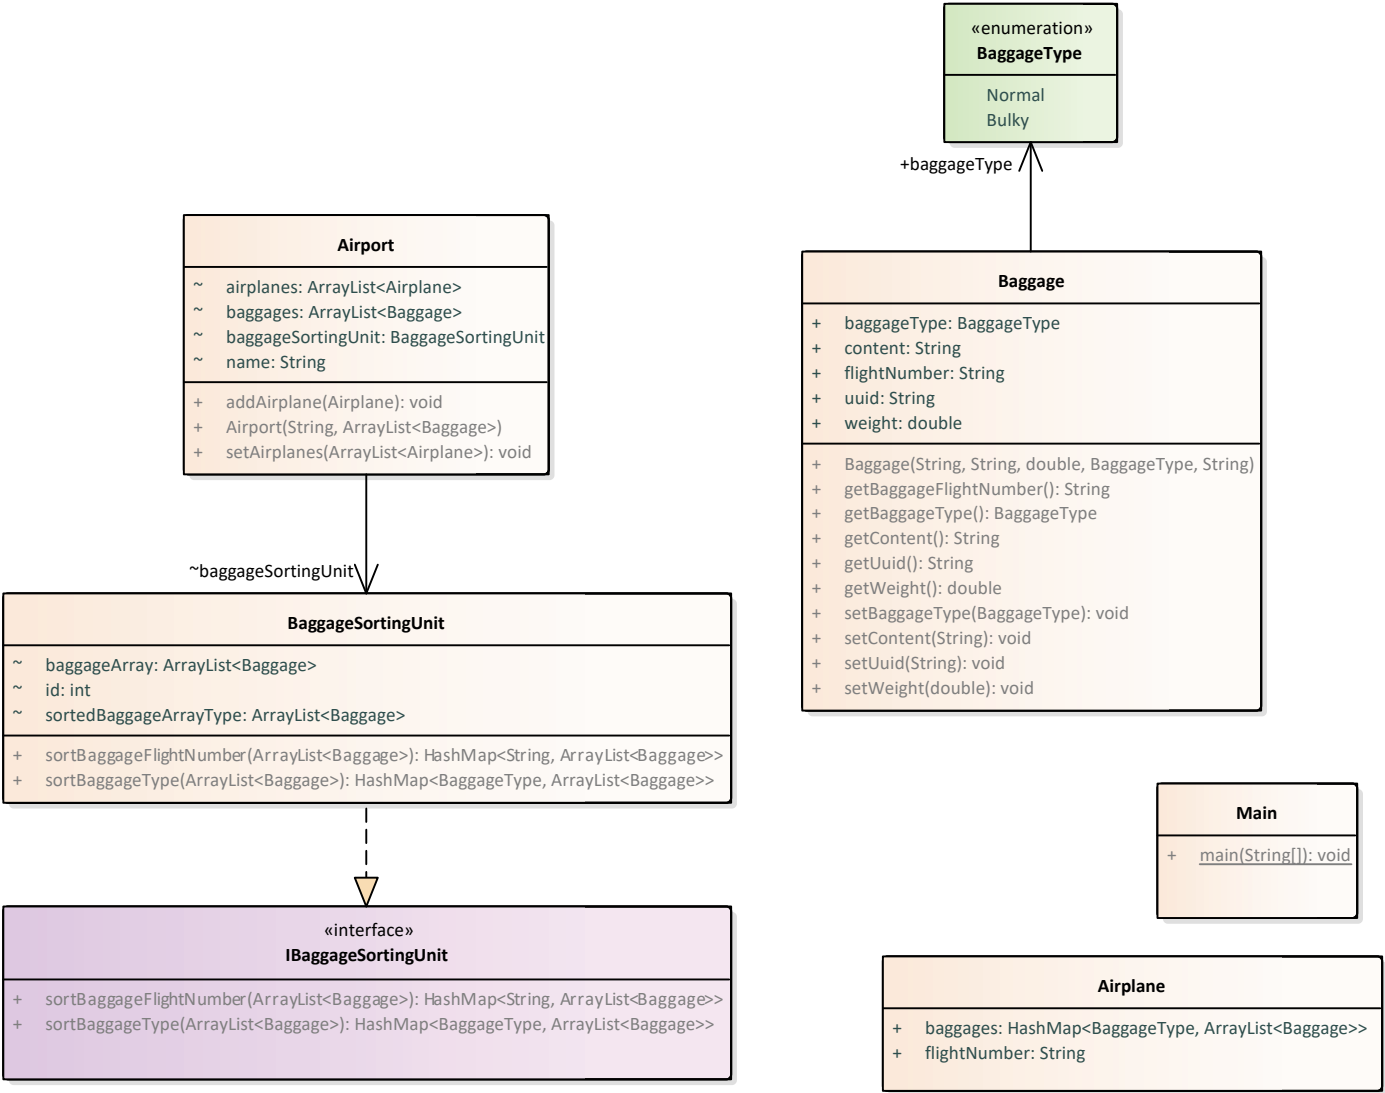 «enumeration»
BaggageType
Normal
Bulky
+baggageType
Airport
~ airplanes: ArrayList<Airplane>
~ baggages: ArrayList<Baggage>
~ baggageSortingUnit: BaggageSortingUnit
~ name: String
+ addAirplane(Airplane): void
+ Airport(String, ArrayList<Baggage>)
+ setAirplanes(ArrayList<Airplane>): void
Baggage
+ baggageType: BaggageType
+ content: String
+ flightNumber: String
+ uuid: String
+ weight: double
+ Baggage(String, String, double, BaggageType, String)
+ getBaggageFlightNumber(): String
+ getBaggageType(): BaggageType
+ getContent(): String
+ getUuid(): String
+ getWeight(): double
+ setBaggageType(BaggageType): void
+ setContent(String): void
+ setUuid(String): void
+ setWeight(double): void
~baggageSortingUnit
BaggageSortingUnit
~ baggageArray: ArrayList<Baggage>
~ id: int
~ sortedBaggageArrayType: ArrayList<Baggage>
+ sortBaggageFlightNumber(ArrayList<Baggage>): HashMap<String, ArrayList<Baggage>>
+ sortBaggageType(ArrayList<Baggage>): HashMap<BaggageType, ArrayList<Baggage>>
Main
+ main(String[]): void
«interface»
IBaggageSortingUnit
+ sortBaggageFlightNumber(ArrayList<Baggage>): HashMap<String, ArrayList<Baggage>>
+ sortBaggageType(ArrayList<Baggage>): HashMap<BaggageType, ArrayList<Baggage>>
Airplane
+ baggages: HashMap<BaggageType, ArrayList<Baggage>>
+ flightNumber: String